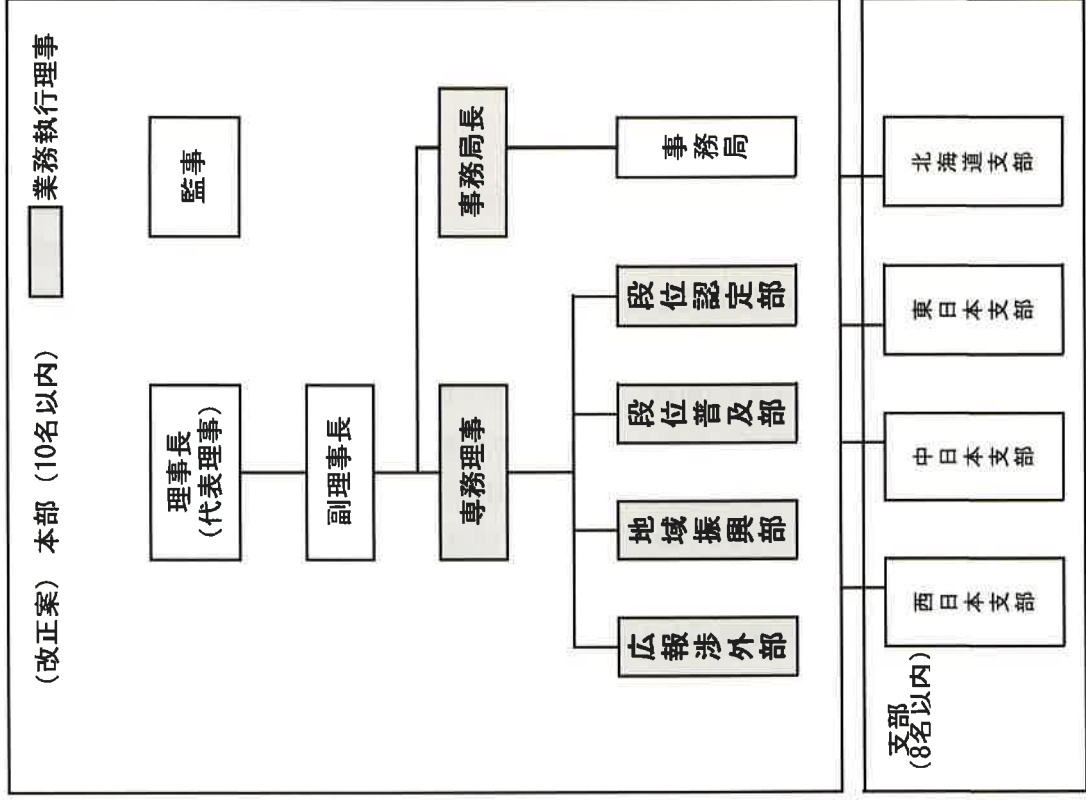 (改正案) 本部 (10名以内)
業務執行理事
理事長
(代表理事)
監事
副理事長
専務理事
事務局長
広報渉外部
地域振興部
段位普及部
段位認定部
事務局
支部
(8名以内)
西日本支部
中日本支部
東日本支部
北海道支部